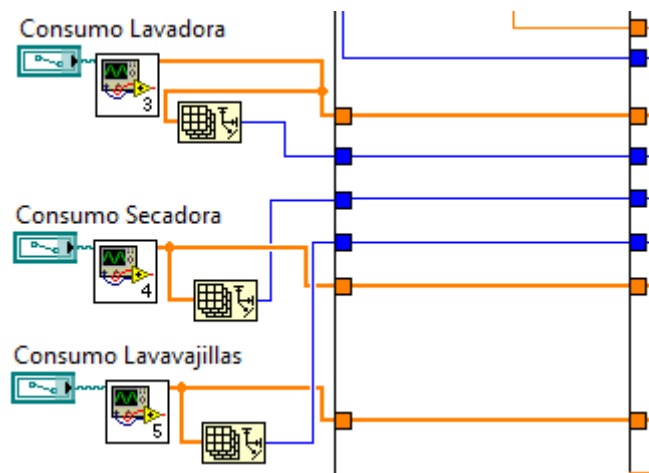 Consumo Lavadora
3
Consumo Secadora
4
Consumo Lavavajillas
5